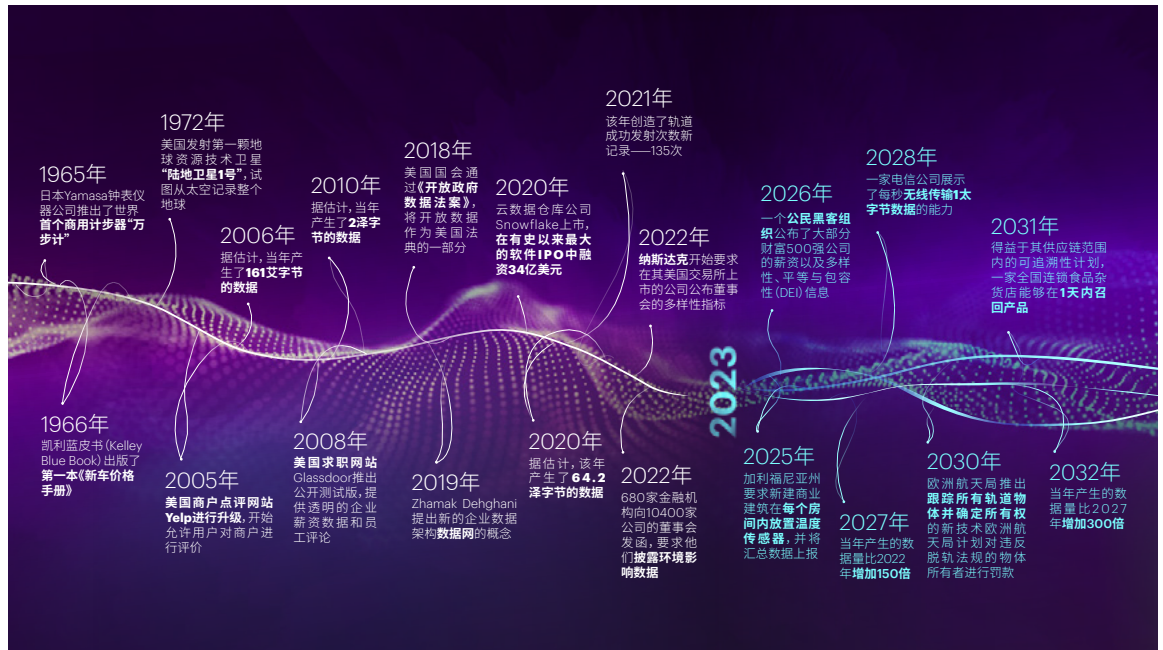 1965年
日本Yamasa钟表仪
器公司推出了世界
首个商用计步器“万
步计”
1966年
凯利蓝皮书（Kelley
Blue Book）出版了
第一本《新车价格
手册》
1972年
美国发射第一颗地
球资源技术卫星
“陆地卫星1号”，试
图从太空记录整个
地球
2005年
美国商户点评网站
Yelp进行升级，开始
允许用户对商户进
行评价
2006年
据估计，当年产
生了161艾字节
的数据
2008年
美国求职网站
Glassdoor推出
公开测试版，提
供透明的企业
薪资数据和员
工评论
2010年
据估计，当年
产生了2泽字
节的数据
2018年
美国国会通
过《开放政府
数据法案》，
将开放数据
作为美国法
典的一部分
2019年
Zhamak Dehghani
提出新的企业数据
架构数据网的概念
2020年
云数据仓库公司
Snowflake上市，
在有史以来最大
的软件IPO中融
资34亿美元
2020年
据估计，该年
产生了64.2
泽字节的数据
2021年
该年创造了轨道
成功发射次数新
记录——135次
2022年
纳斯达克开始要求
在其美国交易所上
市的公司公布董事
会的多样性指标
2022年
680家金融机
构向10400家
公司的董事会
发函，要求他
们披露环境影
响数据
2023
2025年
加利福尼亚州
要求新建商业
建筑在每个房
间内放置温度
传感器，并将
汇总数据上报
2026年
一个公民黑客组
织公布了大部分
财富500强公司
的薪资以及多样
性、平等与包容
性（DEI）信息
2027年
当年产生的数
据量比2022
年增加150倍
2028年
一家电信公司展示
了每秒无线传输1太
字节数据的能力
2030年
欧洲航天局推出
跟踪所有轨道物
体并确定所有权
的新技术欧洲航
天局计划对违反
脱轨法规的物体
所有者进行罚款
2031年
得益于其供应链范围
内的可追溯性计划，
一家全国连锁食品杂
货店能够在1天内召
回产品
2032年
当年产生的数
据量比2027
年增加300倍